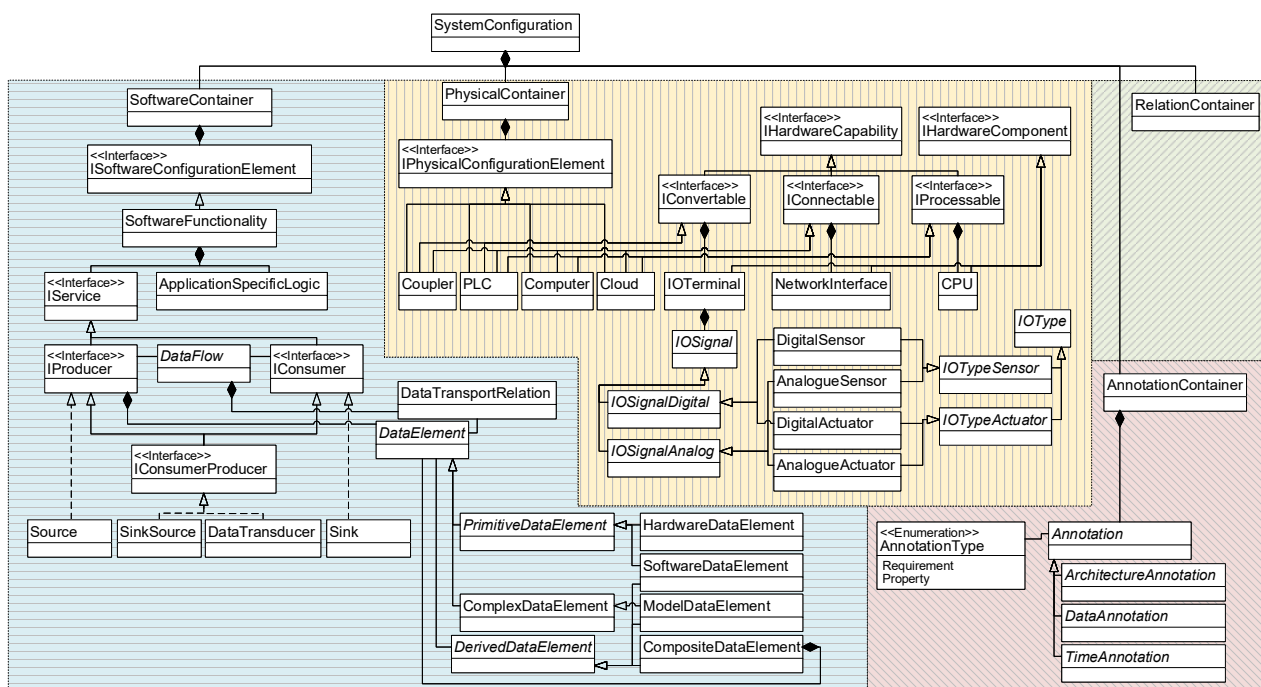 SystemConfiguration
SoftwareContainer
<<Interface>>
ISoftwareConfigurationElement
SoftwareFunctionality
<<Interface>>
IService
ApplicationSpecificLogic
<<Interface>>
IProducer
DataFlow
<<Interface>>
IConsumer
DataTransportRelation
DataElement
<<Interface>>
IConsumerProducer
Source
SinkSource
DataTransducer
Sink
PrimitiveDataElement
HardwareDataElement
SoftwareDataElement
ComplexDataElement
ModelDataElement
DerivedDataElement
CompositeDataElement
PhysicalContainer
<<Interface>>
IPhysicalConfigurationElement
<<Interface>>
IHardwareCapability
<<Interface>>
IHardwareComponent
<<Interface>>
IConvertable
<<Interface>>
IConnectable
<<Interface>>
IProcessable
Coupler
PLC
Computer
Cloud
IOTerminal
NetworkInterface
CPU
IOSignal
DigitalSensor
IOType
AnalogueSensor
IOTypeSensor
IOSignalDigital
DigitalActuator
IOTypeActuator
IOSignalAnalog
AnalogueActuator
RelationContainer
AnnotationContainer
<<Enumeration>>
AnnotationType
Requirement
Property
Annotation
ArchitectureAnnotation
DataAnnotation
TimeAnnotation